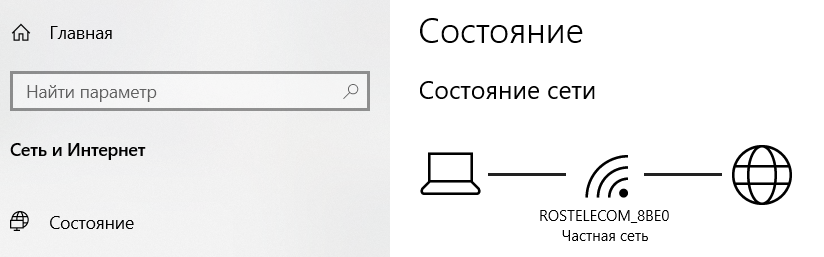 Главная
Найти параметр
Сеть и Интернет
Состояние
Состояние
Состояние сети
ROSTELECOM_8BE0
Частная сеть